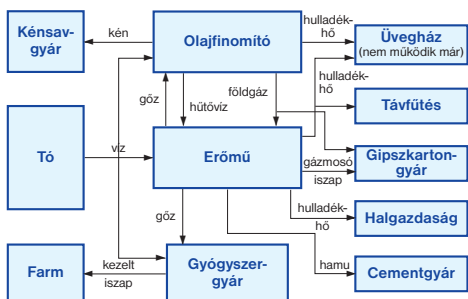 Kénsav-
gyár
kén
Olajfinomító
hulladék-
hő
Üvegház
(nem működik már)
gőz
hűtővíz
földgáz
hulladék-
hő
Távfűtés
Tó
víz
Erőmű
gázmosó
iszap
Gipszkarton-
gyár
gőz
hulladék-
hő
Halgazdaság
Farm
kezelt
iszap
Gyógyszer-
gyár
hamu
Cementgyár